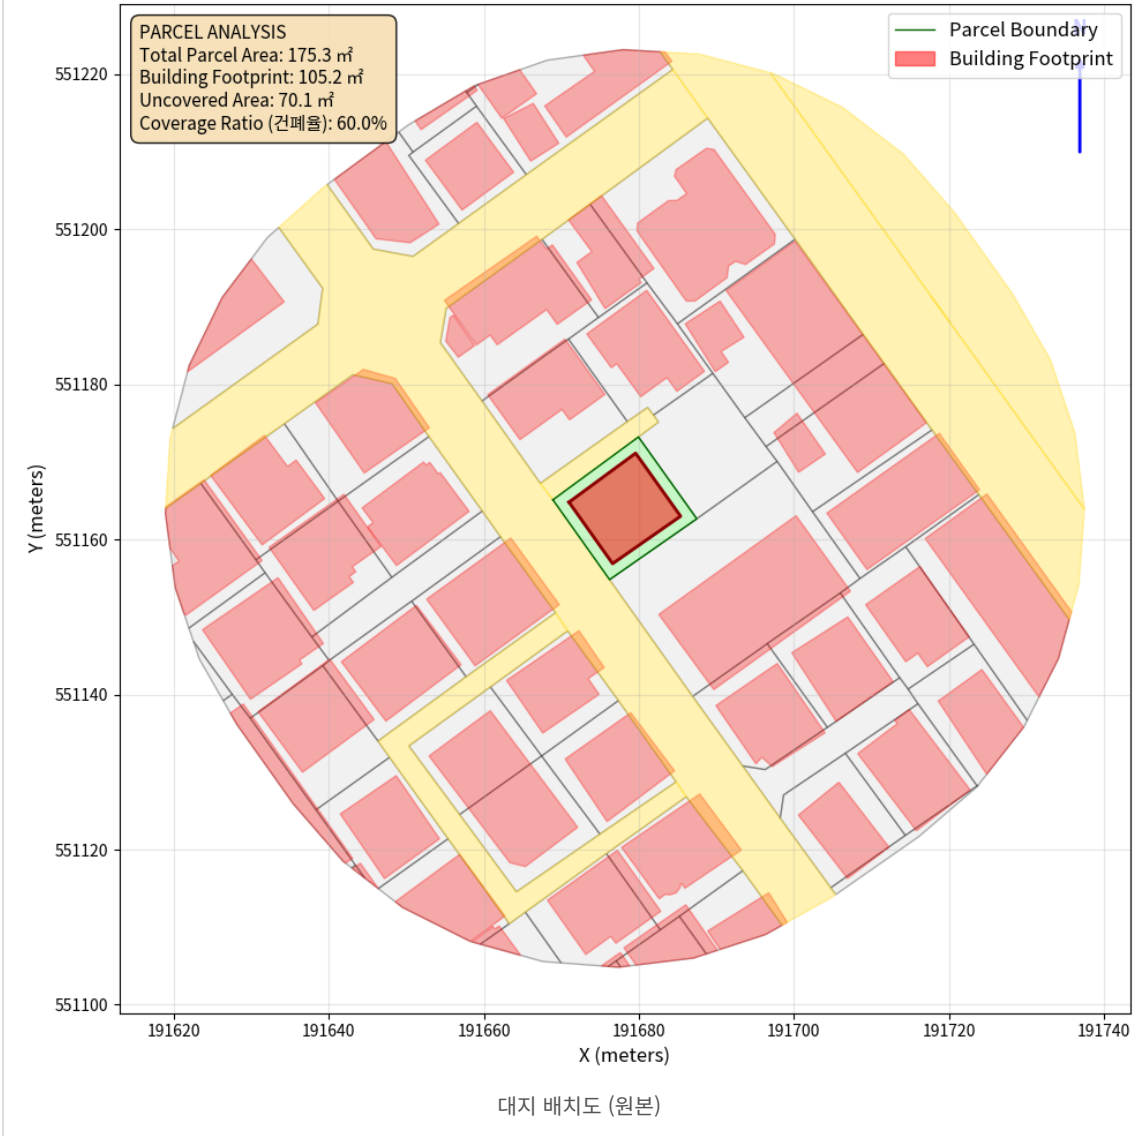 PARCEL ANALYSIS
Total Parcel Area: 175.3 ㎡
Building Footprint: 105.2 ㎡
Uncovered Area: 70.1 ㎡
Coverage Ratio (건폐율): 60.0%
Parcel Boundary
Building Footprint
N
551220
551200
551180
551160
551140
551120
551100
Y (meters)
191620 191640 191660 191680 191700 191720 191740
X (meters)
대지 배치도 (원본)